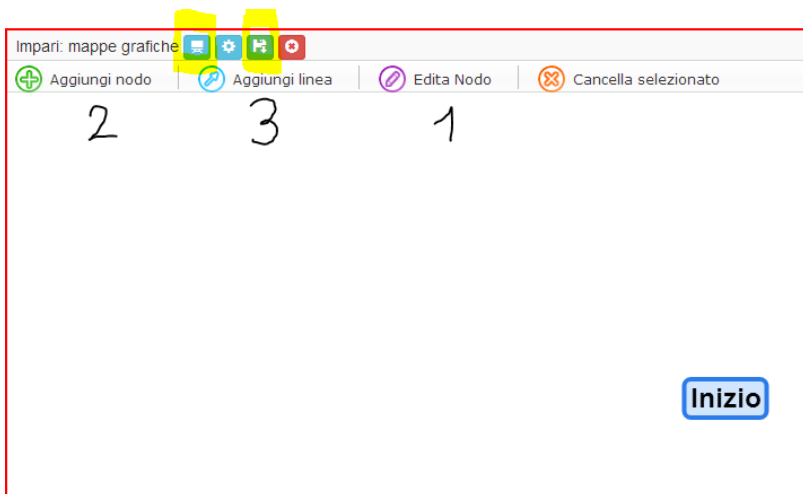 Impari: mappe grafiche
Aggiungi nodo Aggiungi linea Edita Nodo Cancella selezionato
2 3 1
Inizio